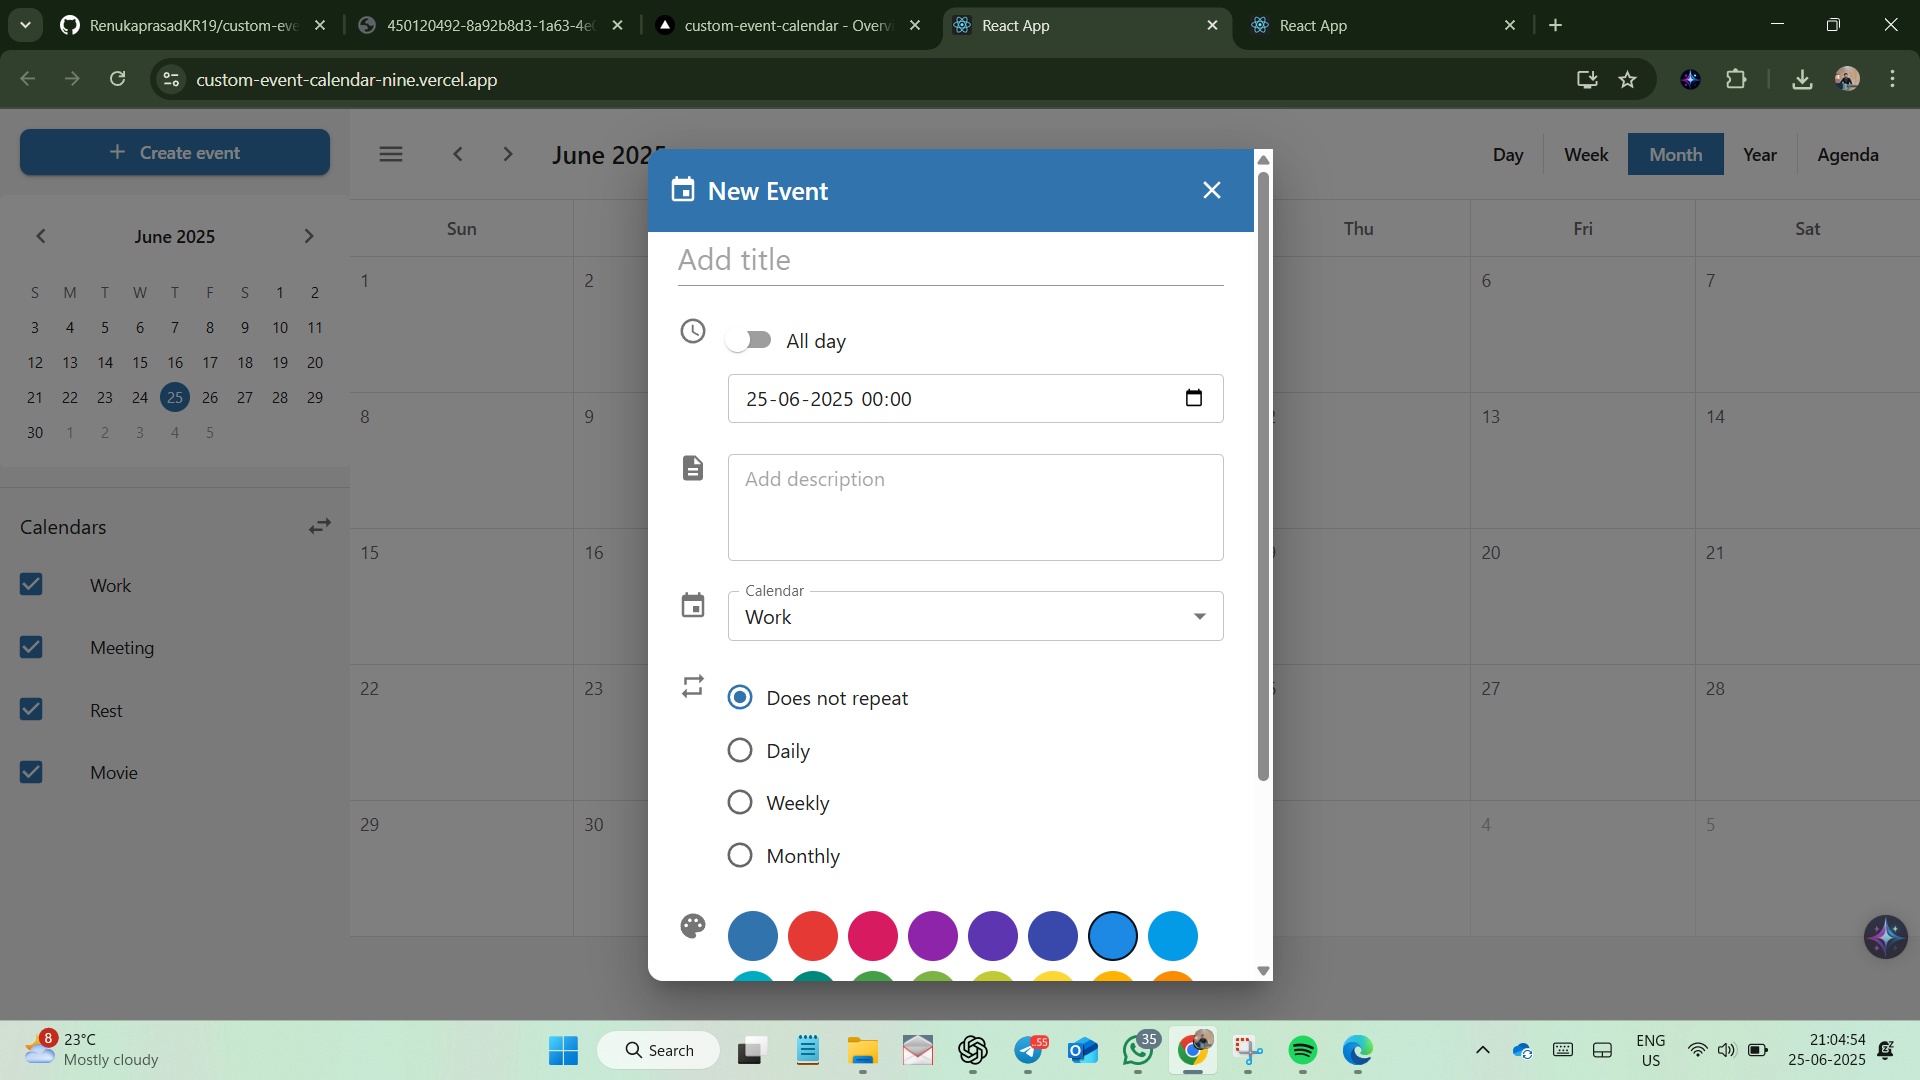 RenukaprasadKR19/custom-eve
450120492-8a92b8d3-1a63-4e
custom-event-calendar - Overv
React App
React App
custom-event-calendar-nine.vercel.app
Create event
June 2025
Day
Week
Month
Year
Agenda
June 2025
S M T W T F S 1 2
3 4 5 6 7 8 9 10 11
12 13 14 15 16 17 18 19 20
21 22 23 24 25 26 27 28 29
30 1 2 3 4 5
Calendars
Work
Meeting
Rest
Movie
Sun
Thu
Fri
Sat
1 2 6 7
8 9 13 14
15 16 20 21
22 23 27 28
29 30 4 5
New Event
Add title
All day
25-06-2025 00:00
Add description
Calendar
Work
Does not repeat
Daily
Weekly
Monthly
8
23°C
Mostly cloudy
Search
55
35
ENG
US
21:04:54
25-06-2025